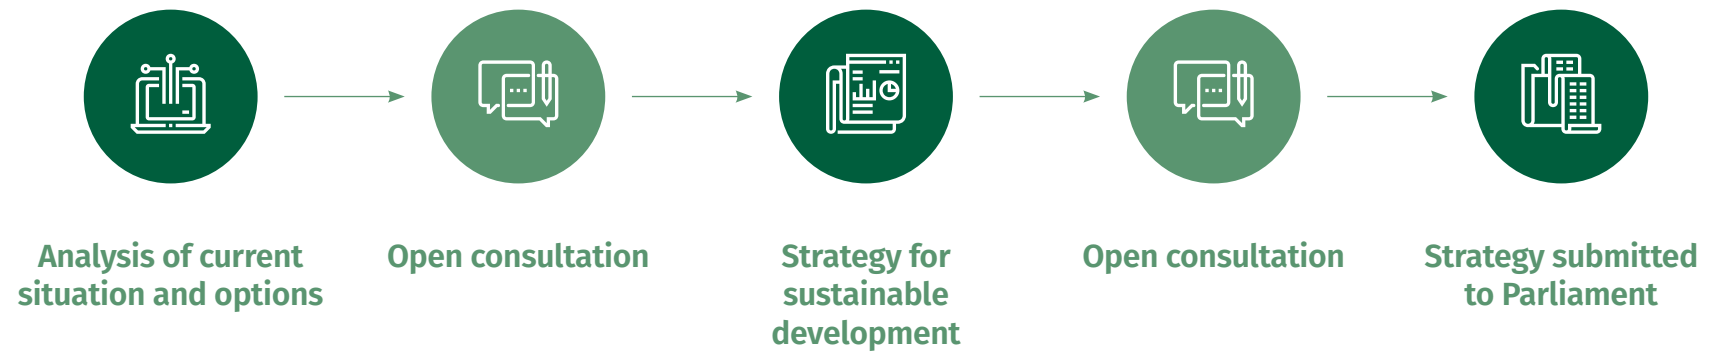 Analysis of current
situation and options
Open consultation
Strategy for
sustainable
development
Open consultation
Strategy submitted
to Parliament